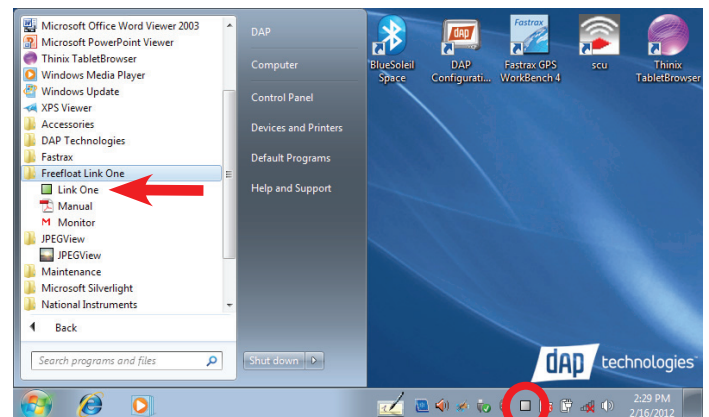 Microsoft Office Word Viewer 2003
Microsoft PowerPoint Viewer
Thinix TabletBrowser
Windows Media Player
Windows Update
XPS Viewer
Accessories
DAP Technologies
Fastrax
Freefloat Link One
Link One
Manual
M Monitor
JPEGView
JPEGView
Maintenance
Microsoft Silverlight
National Instruments
Back
Search programs and files
DAP
Computer
Control Panel
Devices and Printers
Default Programs
Help and Support
Shut down
BlueSoleil
Space
dap
DAP
Configurati...
Fastrax
Fastrax GPS
WorkBench 4
scu
Thinix
TabletBrowser
dap technologies
2:29 PM
2/16/2012